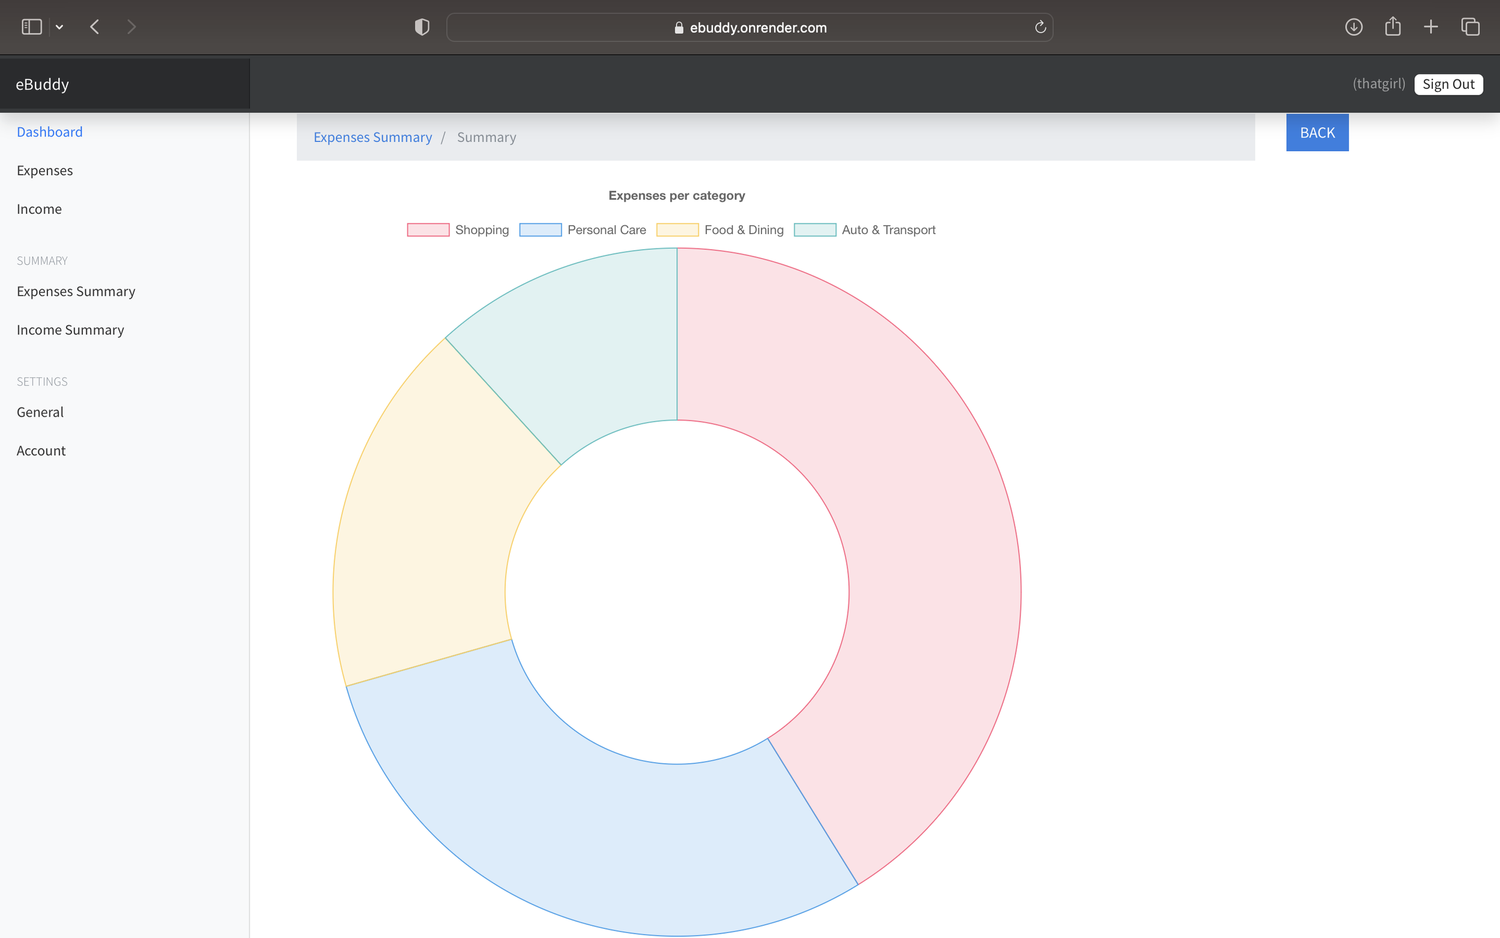 ebuddy.onrender.com
eBuddy
(thatgirl) Sign Out
Dashboard
Expenses
Income
SUMMARY
Expenses Summary
Income Summary
SETTINGS
General
Account
Expenses Summary / Summary
BACK
Expenses per category
Shopping Personal Care Food & Dining Auto & Transport